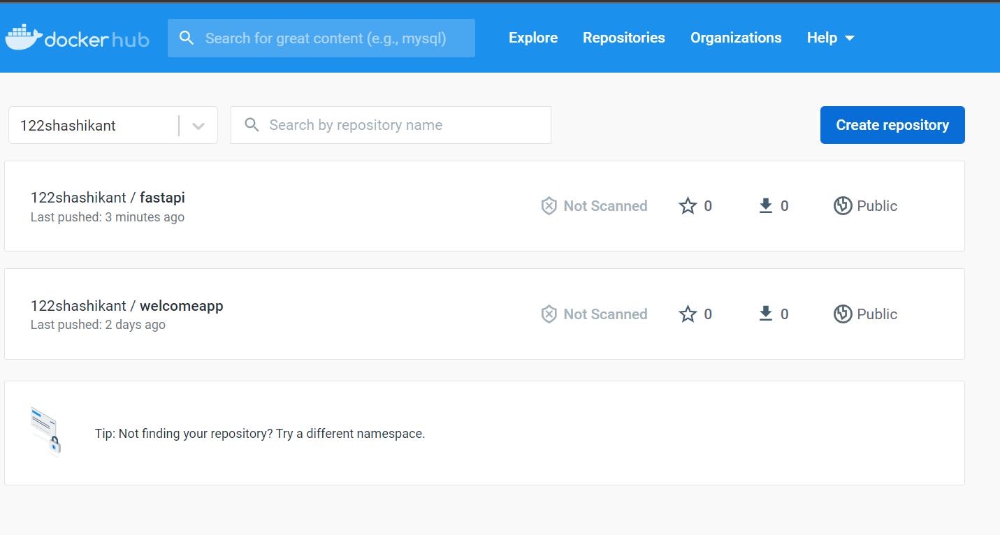 docker hub
Search for great content (e.g., mysql)
Explore
Repositories
Organizations
Help
122shashikant
Search by repository name
Create repository
122shashikant / fastapi
Last pushed: 3 minutes ago
Not Scanned
0
0
Public
122shashikant / welcomeapp
Last pushed: 2 days ago
Not Scanned
0
0
Public
Tip: Not finding your repository? Try a different namespace.